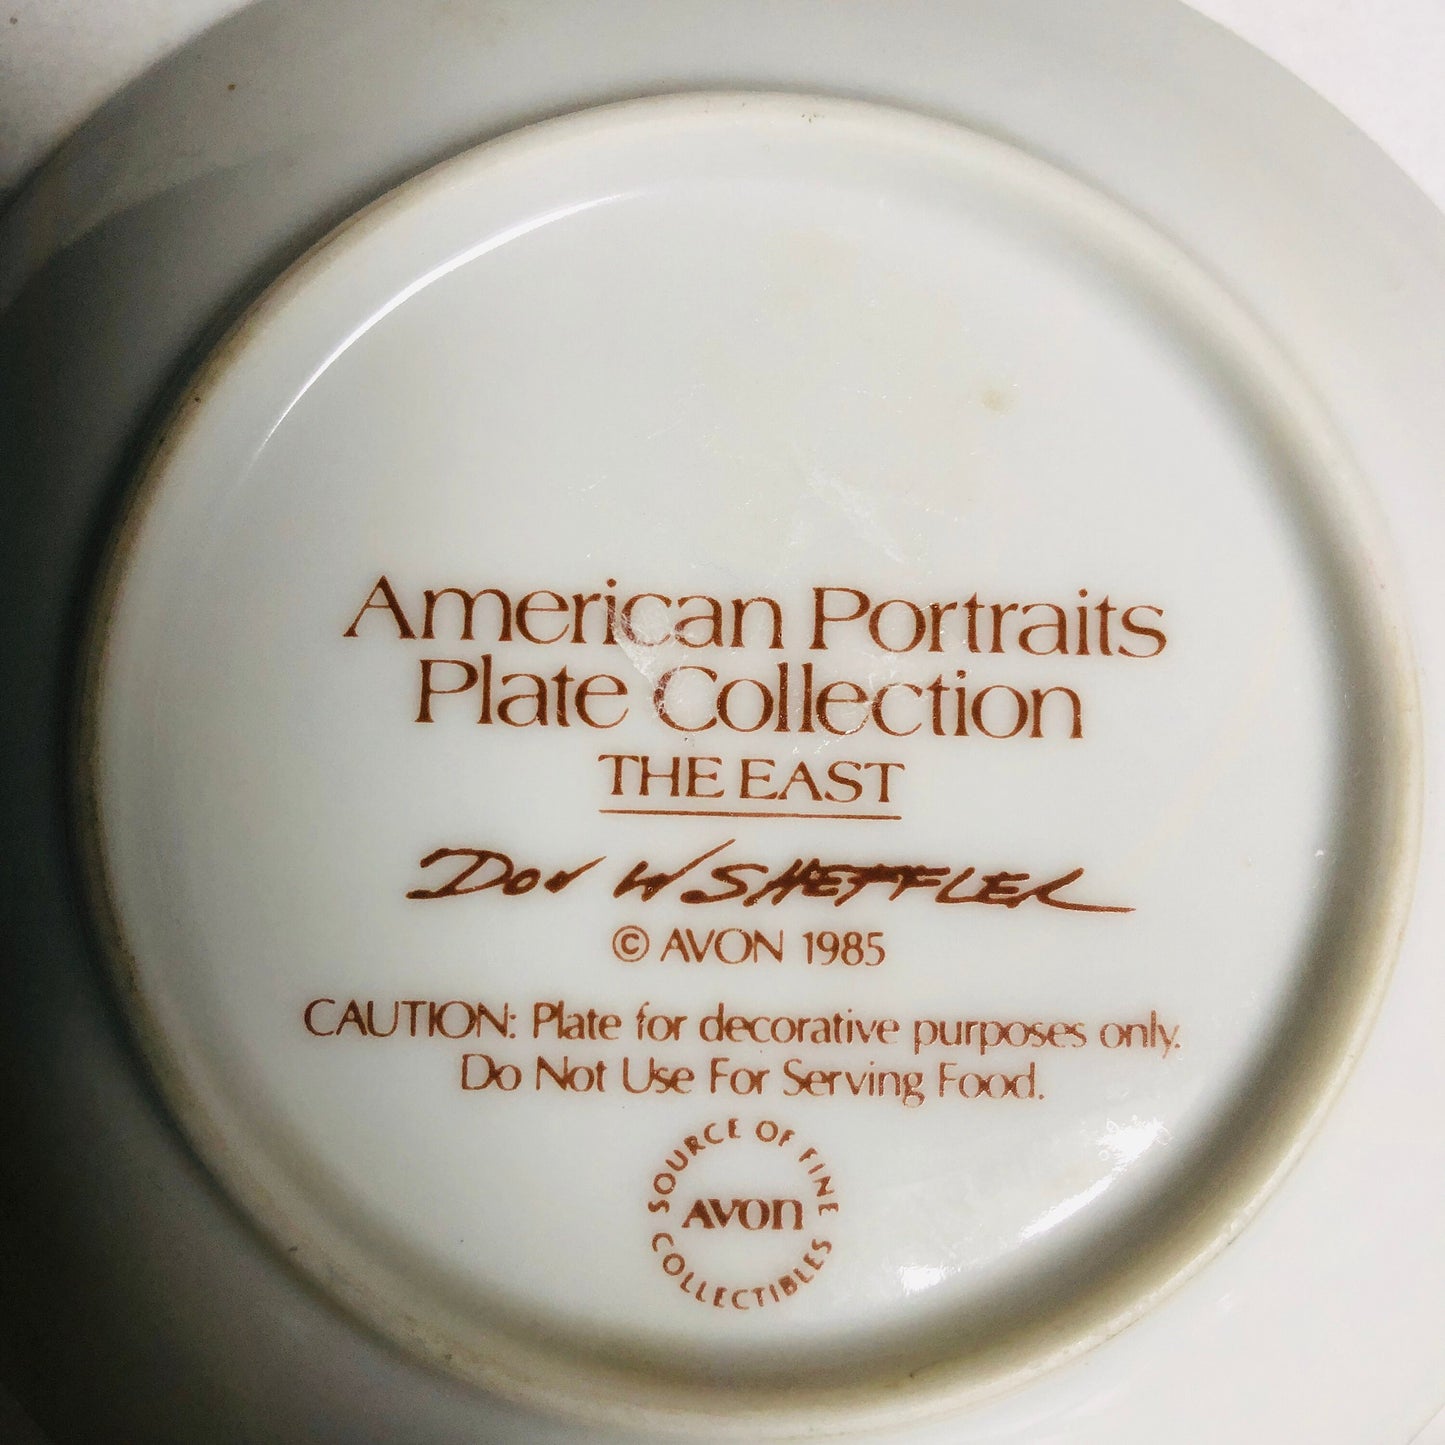 American Portraits
Plate Collection
THE EAST
DON W SHEFFLER
© AVON 1985
CAUTION: Plate for decorative purposes only.
Do Not Use For Serving Food.
SOURCE OF FINE
AVON
COLLECTIBLES